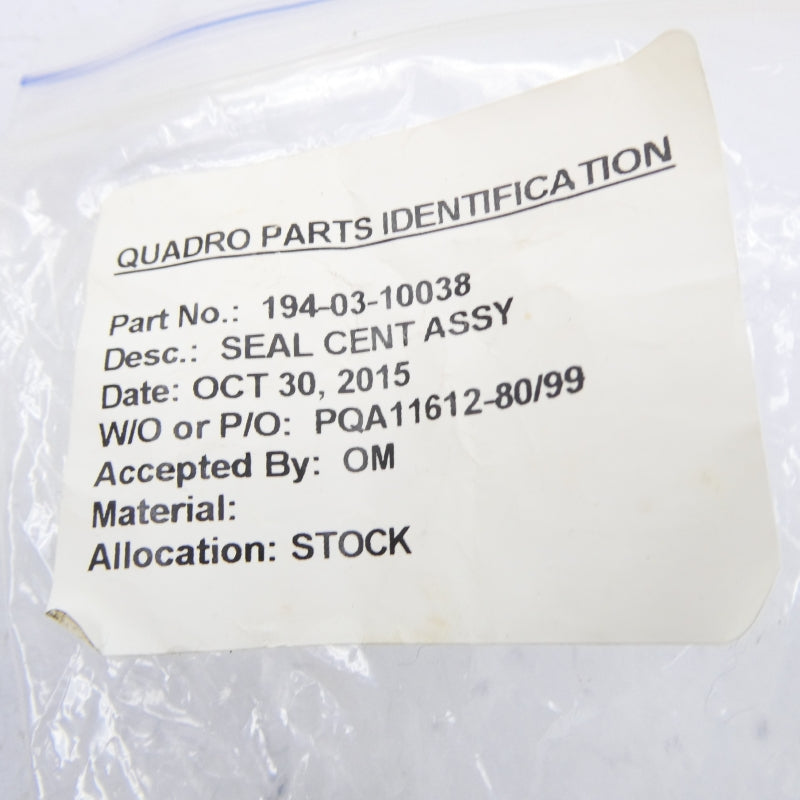 QUADRO PARTS IDENTIFICATION
Part No.: 194-03-10038
Desc.: SEAL CENT ASSY
Date: OCT 30, 2015
W/O or P/O: PQA11612-80/99
Accepted By: OM
Material:
Allocation: STOCK